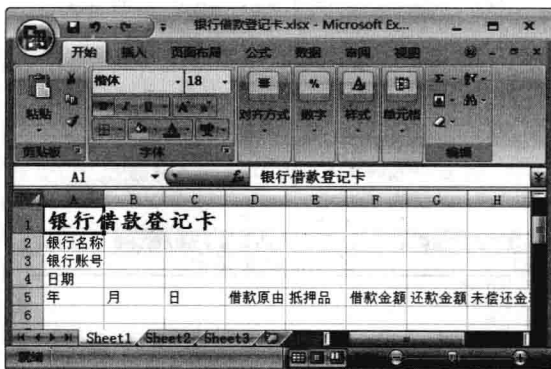 银行借款登记卡.xlsx - Microsoft Ex...
开始 插入 页面布局 公式 数据 审阅 视图
楷体 18
粘贴 对齐方式 数字 样式 单元格
剪贴板 字体 编辑
A1 银行借款登记卡
A B C D E F G H
1 银行借款登记卡
2 银行名称
3 银行账号
4 日期
5 年 月 日 借款原由 抵押品 借款金额 还款金额 未偿还金
6
Sheet1 Sheet2 Sheet3
就绪